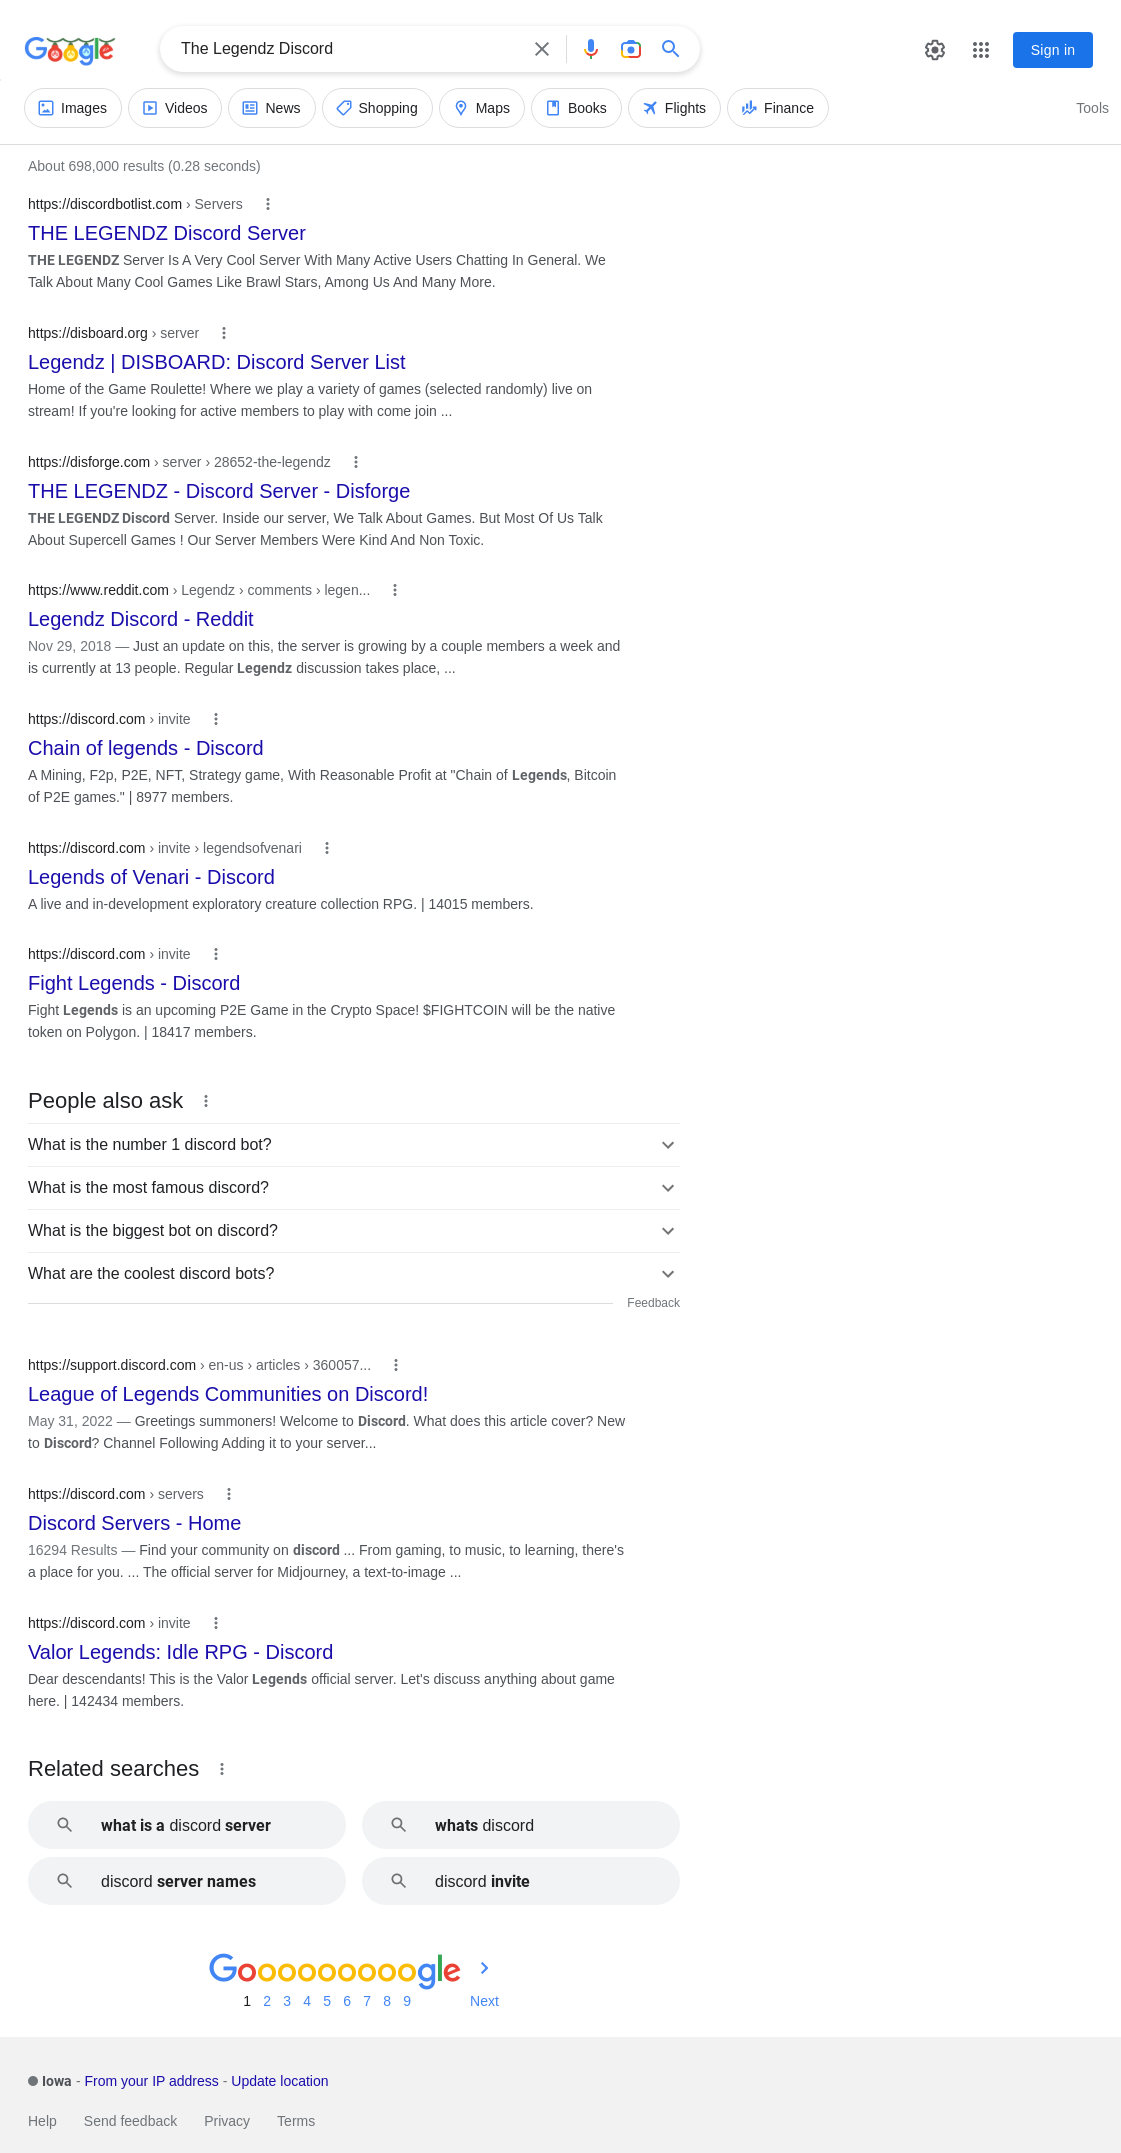 Google
The Legendz Discord
Sign in
Images Videos News Shopping Maps Books Flights Finance Tools
About 698,000 results (0.28 seconds)
https://discordbotlist.com › Servers
THE LEGENDZ Discord Server
THE LEGENDZ Server Is A Very Cool Server With Many Active Users Chatting In General. We
Talk About Many Cool Games Like Brawl Stars, Among Us And Many More.
https://disboard.org › server
Legendz | DISBOARD: Discord Server List
Home of the Game Roulette! Where we play a variety of games (selected randomly) live on
stream! If you're looking for active members to play with come join ...
https://disforge.com › server › 28652-the-legendz
THE LEGENDZ - Discord Server - Disforge
THE LEGENDZ Discord Server. Inside our server, We Talk About Games. But Most Of Us Talk
About Supercell Games ! Our Server Members Were Kind And Non Toxic.
https://www.reddit.com › Legendz › comments › legen...
Legendz Discord - Reddit
Nov 29, 2018 — Just an update on this, the server is growing by a couple members a week and
is currently at 13 people. Regular Legendz discussion takes place, ...
https://discord.com › invite
Chain of legends - Discord
A Mining, F2p, P2E, NFT, Strategy game, With Reasonable Profit at "Chain of Legends, Bitcoin
of P2E games." | 8977 members.
https://discord.com › invite › legendsofvenari
Legends of Venari - Discord
A live and in-development exploratory creature collection RPG. | 14015 members.
https://discord.com › invite
Fight Legends - Discord
Fight Legends is an upcoming P2E Game in the Crypto Space! $FIGHTCOIN will be the native
token on Polygon. | 18417 members.
People also ask
What is the number 1 discord bot?
What is the most famous discord?
What is the biggest bot on discord?
What are the coolest discord bots?
Feedback
https://support.discord.com › en-us › articles › 360057...
League of Legends Communities on Discord!
May 31, 2022 — Greetings summoners! Welcome to Discord. What does this article cover? New
to Discord? Channel Following Adding it to your server...
https://discord.com › servers
Discord Servers - Home
16294 Results — Find your community on discord ... From gaming, to music, to learning, there's
a place for you. ... The official server for Midjourney, a text-to-image ...
https://discord.com › invite
Valor Legends: Idle RPG - Discord
Dear descendants! This is the Valor Legends official server. Let's discuss anything about game
here. | 142434 members.
Related searches
what is a discord server
whats discord
discord server names
discord invite
Gooooooooogle
1 2 3 4 5 6 7 8 9 Next
Iowa - From your IP address - Update location
Help Send feedback Privacy Terms